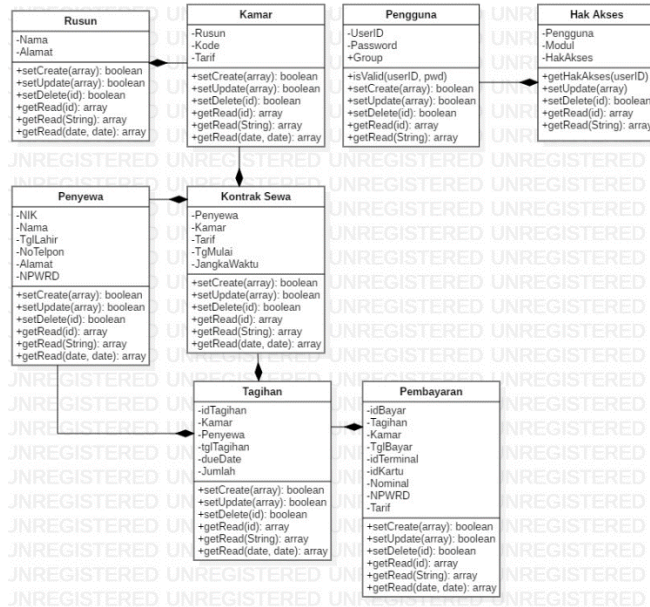 Rusun
-Nama
-Alamat
+setCreate(array): boolean
+setUpdate(array): boolean
+setDelete(id): boolean
+getRead(id): array
+getRead(String): array
+getRead(date, date): array
Kamar
-Rusun
-Kode
-Tarif
+setCreate(array): boolean
+setUpdate(array): boolean
+setDelete(id): boolean
+getRead(id): array
+getRead(String): array
+getRead(date, date): array
Pengguna
-UserID
-Password
+Group
+isValid(userID, pwd)
+setCreate(array): boolean
+setUpdate(array): boolean
+setDelete(id): boolean
+getRead(id): array
+getRead(String): array
Hak Akses
-Pengguna
-Modul
-HakAkses
+getHakAkses(userID)
+setUpdate(array)
+setDelete(id): boolean
+getRead(id): array
+getRead(String): array
Penyewa
-NIK
-Nama
-TglLahir
-NoTelpon
-Alamat
-NPWRD
+setCreate(array): boolean
+setUpdate(array): boolean
+setDelete(id): boolean
+getRead(id): array
+getRead(String): array
+getRead(date, date): array
Kontrak Sewa
-Penyewa
-Kamar
-Tarif
-TgMulai
-JangkaWaktu
+setCreate(array): boolean
+setUpdate(array): boolean
+setDelete(id): boolean
+getRead(id): array
+getRead(String): array
+getRead(date, date): array
Tagihan
-idTagihan
-Kamar
-Penyewa
-tglTagihan
-dueDate
-Jumlah
+setCreate(array): boolean
+setUpdate(array): boolean
+setDelete(id): boolean
+getRead(id): array
+getRead(String): array
+getRead(date, date): array
Pembayaran
-idBayar
-Tagihan
-Kamar
-TglBayar
-idTerminal
-idKartu
-Nominal
-NPWRD
-Tarif
+setCreate(array): boolean
+setUpdate(array): boolean
+setDelete(id): boolean
+getRead(id): array
+getRead(String): array
+getRead(date, date): array
UNREGISTERED